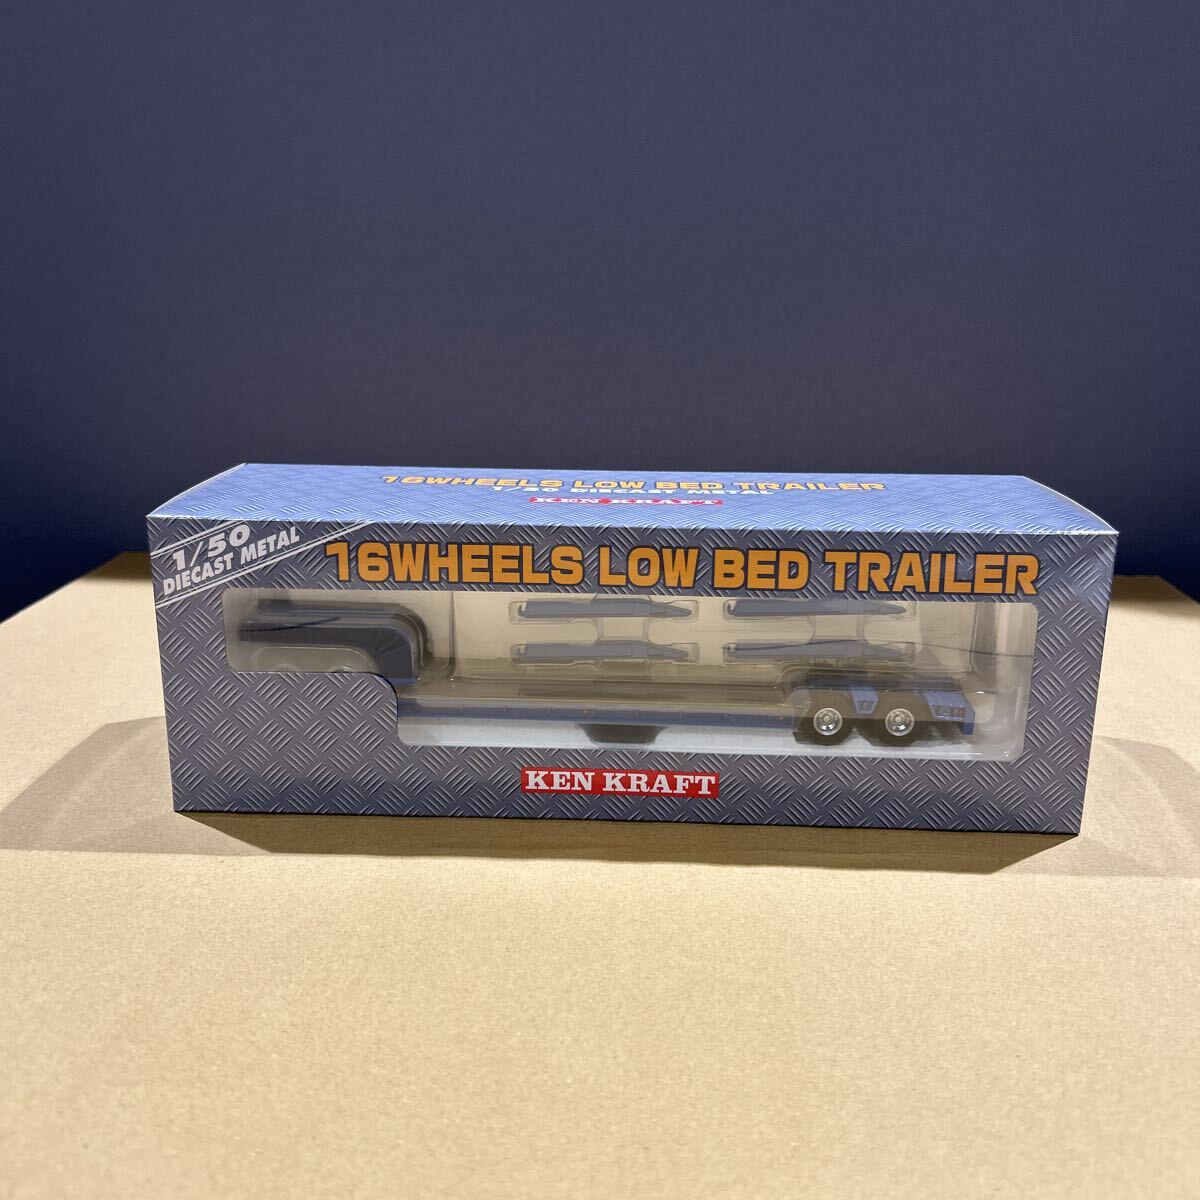 16WHEELS LOW BED TRAILER
1/50 DIECAST METAL
KEN KRAFT
1/50
DIECAST METAL
16WHEELS LOW BED TRAILER
KEN KRAFT